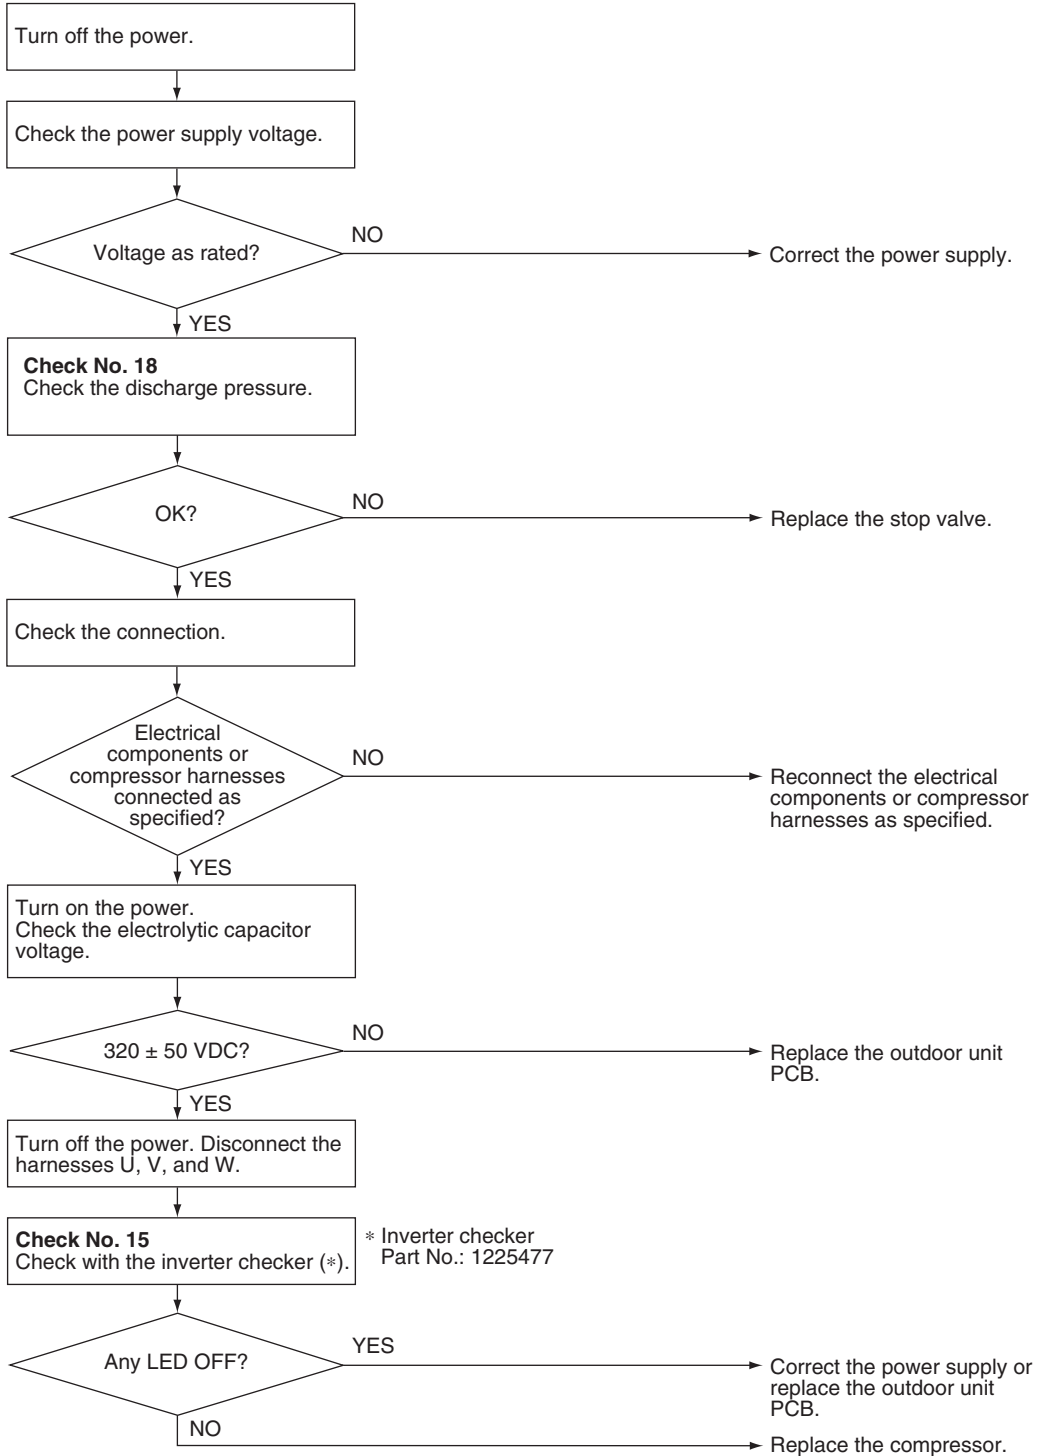 Turn off the power.
Check the power supply voltage.
Voltage as rated?
NO
Correct the power supply.
YES
Check No. 18
Check the discharge pressure.
OK?
NO
Replace the stop valve.
YES
Check the connection.
Electrical
components or
compressor harnesses
connected as
specified?
NO
Reconnect the electrical
components or compressor
harnesses as specified.
YES
Turn on the power.
Check the electrolytic capacitor
voltage.
320 ± 50 VDC?
NO
Replace the outdoor unit
PCB.
YES
Turn off the power. Disconnect the
harnesses U, V, and W.
Check No. 15
Check with the inverter checker (*).
* Inverter checker
Part No.: 1225477
Any LED OFF?
YES
Correct the power supply or
replace the outdoor unit
PCB.
NO
Replace the compressor.